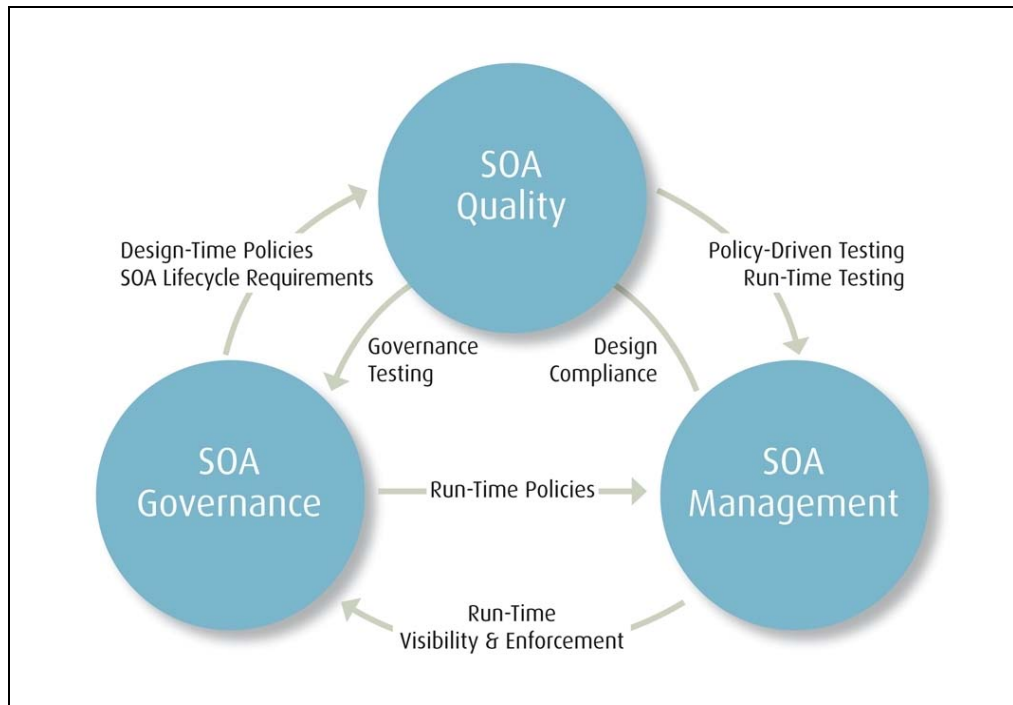 SOA
Quality
Design-Time Policies
SOA Lifecycle Requirements
Policy-Driven Testing
Run-Time Testing
Governance
Testing
Design
Compliance
SOA
Governance
Run-Time Policies
SOA
Management
Run-Time
Visibility & Enforcement